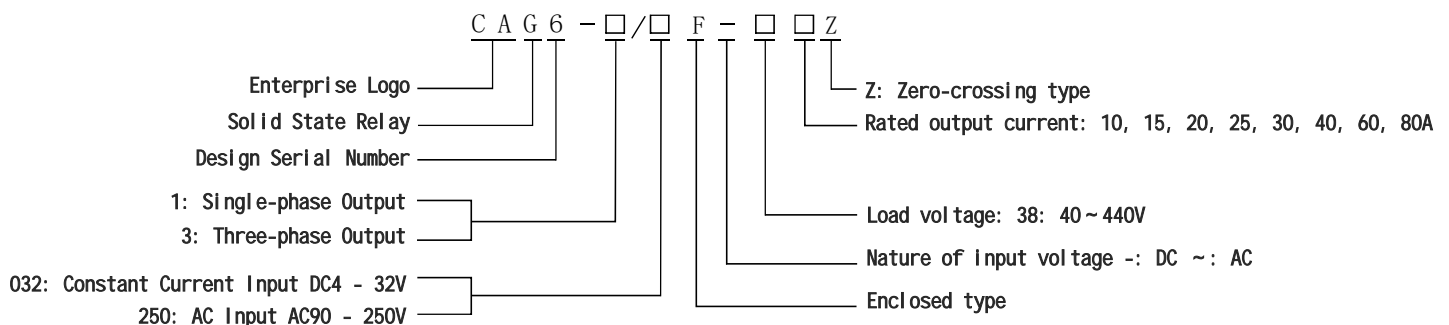 CAG6-□/□F-□□Z
Enterprise Logo
Solid State Relay
Design Serial Number
1: Single-phase Output
3: Three-phase Output
032: Constant Current Input DC4 - 32V
250: AC Input AC90 - 250V
Z: Zero-crossing type
Rated output current: 10, 15, 20, 25, 30, 40, 60, 80A
Load voltage: 38: 40~440V
Nature of input voltage -: DC ~: AC
Enclosed type